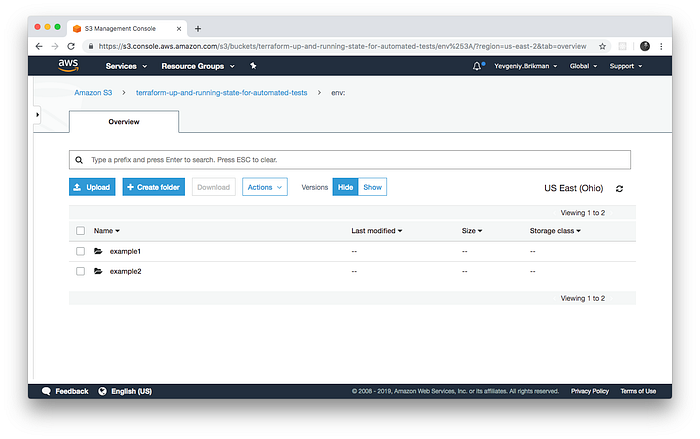 S3 Management Console
https://s3.console.aws.amazon.com/s3/buckets/terraform-up-and-running-state-for-automated-tests/env%253A/?region=us-east-2&tab=overview
aws Services Resource Groups Yevgeniy.Brikman Global Support
Amazon S3 > terraform-up-and-running-state-for-automated-tests > env:
Overview
Type a prefix and press Enter to search. Press ESC to clear.
Upload + Create folder Download Actions Versions Hide Show US East (Ohio)
Viewing 1 to 2
Name Last modified Size Storage class
example1 -- -- --
example2 -- -- --
Viewing 1 to 2
Feedback English (US) © 2008 - 2019, Amazon Web Services, Inc. or its affiliates. All rights reserved. Privacy Policy Terms of Use